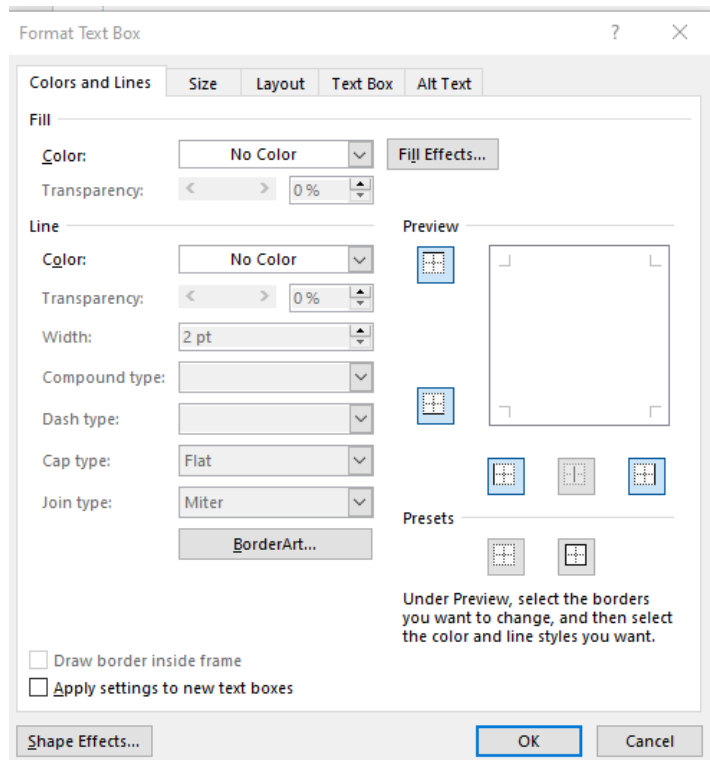 Format Text Box ? 
Colors and Lines Size Layout Text Box Alt Text
Fill
Color: No Color Fill Effects...
Transparency: 0 %
Line Preview
Color: No Color
Transparency: 0 %
Width: 2 pt
Compound type:
Dash type:
Cap type: Flat
Join type: Miter
Presets
BorderArt...
Under Preview, select the borders
you want to change, and then select
the color and line styles you want.
Draw border inside frame
Apply settings to new text boxes
Shape Effects... OK Cancel